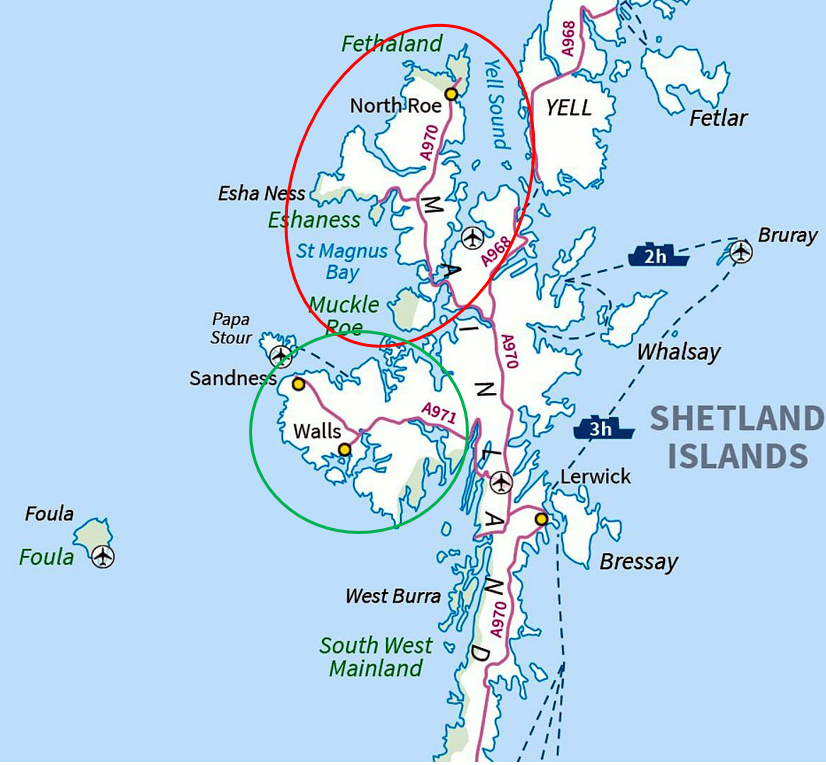 A968
Fethaland
Yell Sound
North Roe
YELL
Fetlar
A970
Esha Ness
Eshaness
M
St Magnus
Bay
A968
A
Bruray
2h
Muckle
Roe
Papa
Stour
I
A970
Whalsay
Sandness
N
A971
SHETLAND
ISLANDS
3h
Walls
L
Lerwick
A
Foula
Foula
Bressay
N
West Burra
A970
South West
Mainland
D